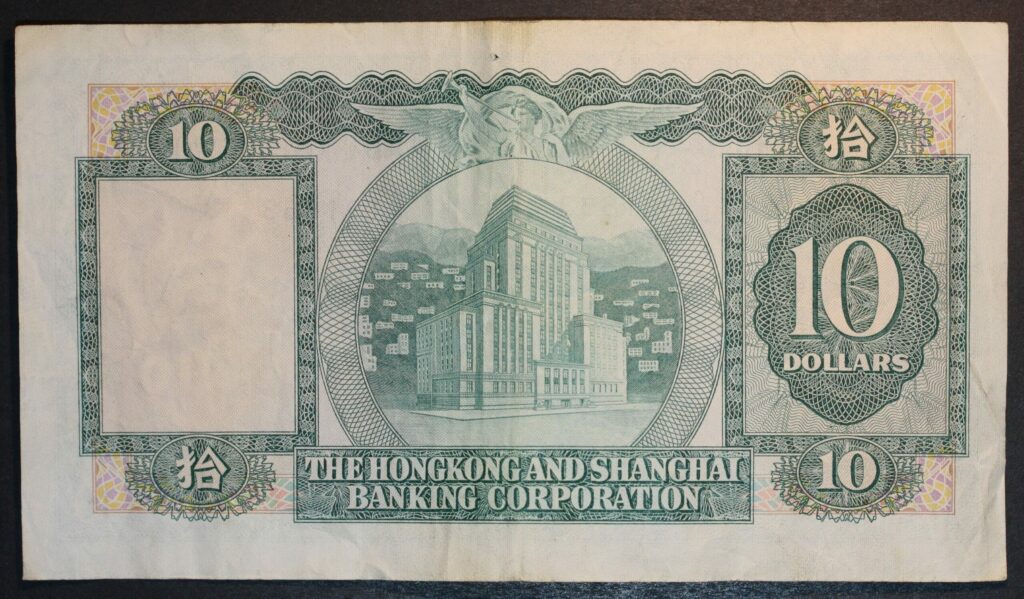 10
拾
10
DOLLARS
拾
10
THE HONGKONG AND SHANGHAI
BANKING CORPORATION